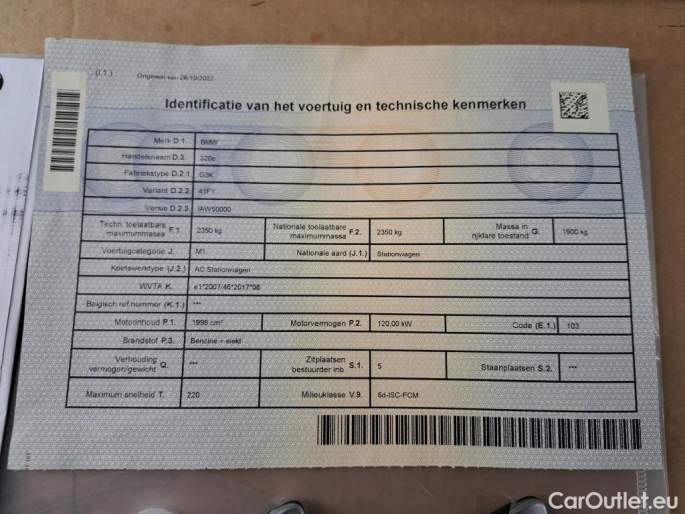 (I.1.) Origineel van 26/10/2022
Identificatie van het voertuig en technische kenmerken
Merk D.1. BMW
Handelsnaam D.3. 320e
Fabriekstype D.2.1. G3K
Variant D.2.2. 41FY
Versie D.2.3. IAW50000
Techn. toelaatbare maximummassa F.1. 2350 kg Nationale toelaatbare maximummassa F.2. 2350 kg Massa in rijklare toestand G. 1900 kg
Voertuigcategorie J. M1 Nationale aard (J.1.) Stationwagen
Koetswerktype (J.2.) AC Stationwagen
WVTA K. e1*2007/46*2017*08
Belgisch ref.nummer (K.1.) ***
Motorinhoud P.1. 1998 cm³ Motorvermogen P.2. 120.00 kW Code (E.1.) 103
Brandstof P.3. Benzine + elekt
Verhouding vermogen/gewicht Q. *** Zitplaatsen bestuurder inb. S.1. 5 Staanplaatsen S.2. ***
Maximum snelheid T. 220 Milieuklasse V.9. 6d-ISC-FCM
CarOutlet.eu